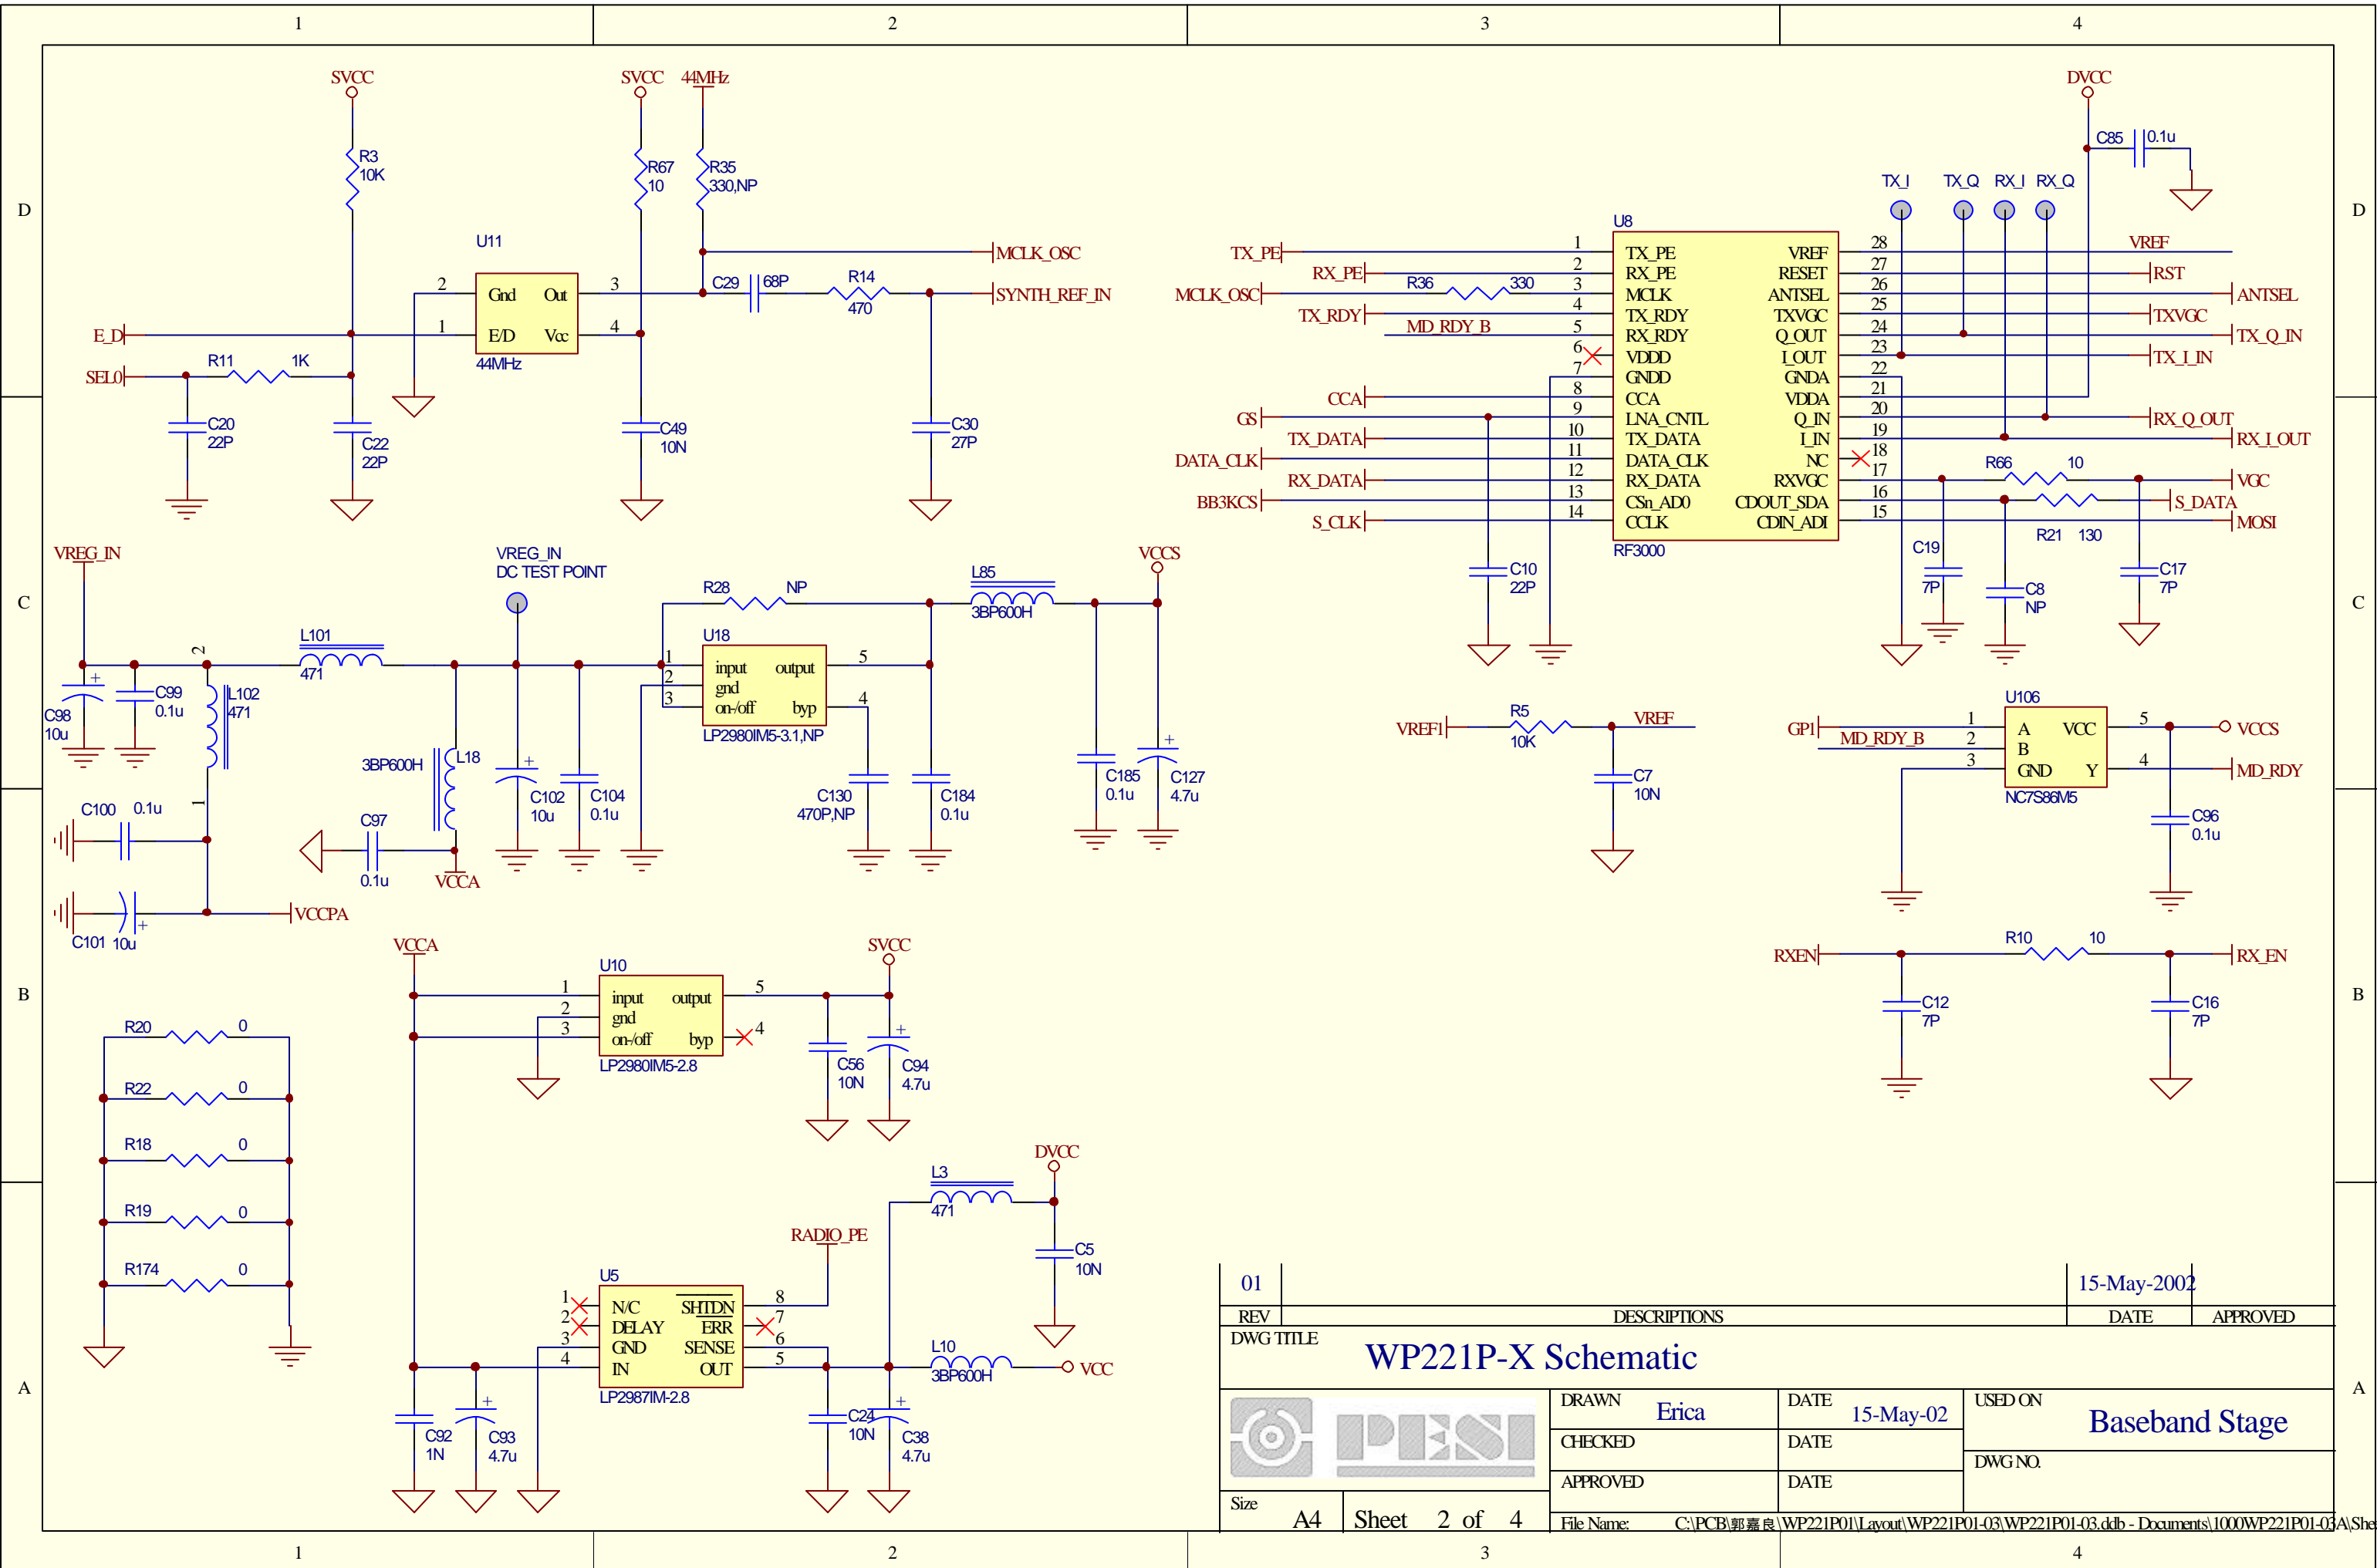 1 2 3 4
D D
C C
B B
A A
SVCC
R3
10K
SVCC
R67
10
44MHz
R35
330,NP
MCLK_OSC
U11
2 Gnd Out 3
1 E/D Vcc 4
44MHz
C29 68P
R14
470
SYNTH_REF_IN
E_D
SEL0
R11 1K
C20
22P
C22
22P
C49
10N
C30
27P
DVCC
C85 0.1u
TX_I TX_Q RX_I RX_Q
U8
TX_PE 1 TX_PE VREF 28 VREF
RX_PE 2 RX_PE RESET 27 RST
MCLK_OSC R36 330 3 MCLK ANTSEL 26 ANTSEL
TX_RDY 4 TX_RDY TXVGC 25 TXVGC
MD_RDY_B 5 RX_RDY Q_OUT 24 TX_Q_IN
6 VDDD I_OUT 23 TX_I_IN
7 GNDD GNDA 22
CCA 8 CCA VDDA 21
GS 9 LNA_CNTL Q_IN 20 RX_Q_OUT
TX_DATA 10 TX_DATA I_IN 19 RX_I_OUT
DATA_CLK 11 DATA_CLK NC 18
RX_DATA 12 RX_DATA RXVGC 17 R66 10 VGC
BB3KCS 13 CSn_AD0 CDOUT_SDA 16 S_DATA
S_CLK 14 CCLK CDIN_ADI 15 MOSI
RF3000
R21 130
C10
22P
C19
7P
C8
NP
C17
7P
VREG_IN
C98
10u
C99
0.1u
2
L102
471
1
L101
471
VREG_IN
DC TEST POINT
R28 NP
U18
1 input output 5
2 gnd
3 on-/off byp 4
LP2980IM5-3.1,NP
L85
3BP600H
VCCS
3BP600H L18
C102
10u
C104
0.1u
C130
470P,NP
C184
0.1u
C185
0.1u
C127
4.7u
C100 0.1u
C97
0.1u
VCCA
C101 10u
VCCPA
VREF1
R5
10K
VREF
C7
10N
U106
GP1 1 A VCC 5 VCCS
MD_RDY_B 2 B
3 GND Y 4 MD_RDY
NC7S86M5
C96
0.1u
RXEN R10 10 RX_EN
C12
7P
C16
7P
VCCA
SVCC
U10
1 input output 5
2 gnd
3 on-/off byp 4
LP2980IM5-2.8
C56
10N
C94
4.7u
R20 0
R22 0
R18 0
R19 0
R174 0
DVCC
L3
471
C5
10N
RADIO_PE
U5
1 N/C SHTDN 8
2 DELAY ERR 7
3 GND SENSE 6
4 IN OUT 5
LP2987IM-2.8
L10
3BP600H
VCC
C92
1N
C93
4.7u
C24
10N
C38
4.7u
01 15-May-2002
REV DESCRIPTIONS DATE APPROVED
DWG TITLE
WP221P-X Schematic
PESI
DRAWN Erica DATE 15-May-02 USED ON
Baseband Stage
CHECKED DATE
DWG NO.
APPROVED DATE
Size A4 Sheet 2 of 4
File Name: C:\PCB\郭嘉良\WP221P01\Layout\WP221P01-03\WP221P01-03.ddb - Documents\1000WP221P01-03A\She
1 2 3 4